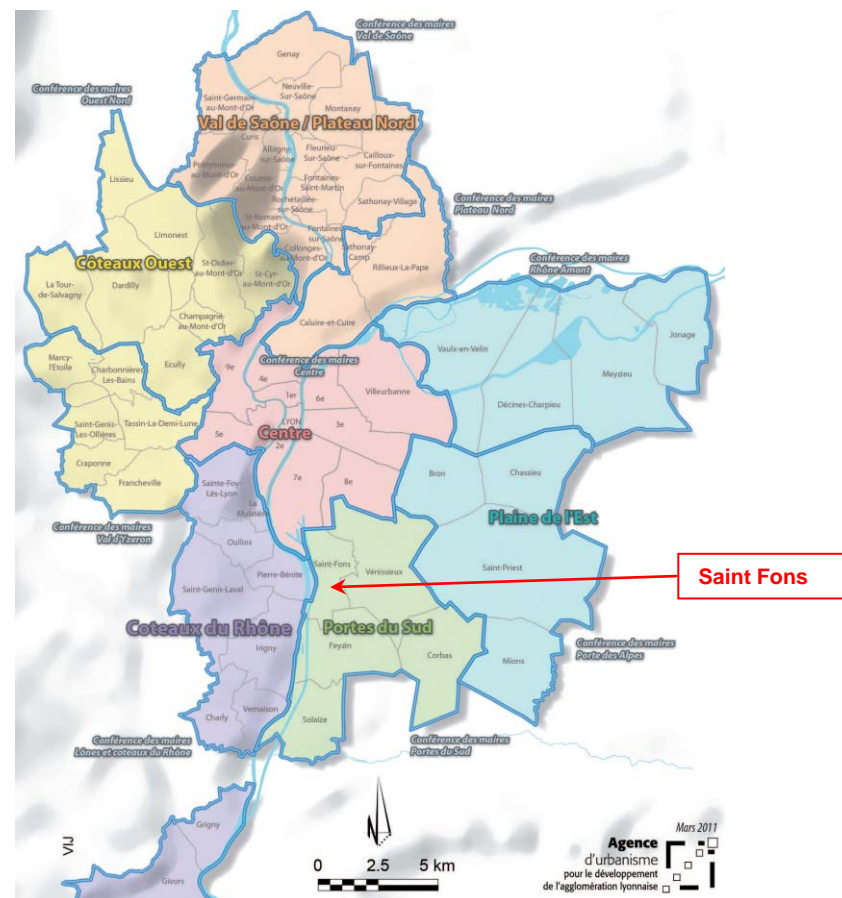 Conférence des maires
Val de Saône
Genay
Conférence des maires
Ouest Nord
Neuville-
Sur-Saône
Saint-Germain-
au-Mont-d'Or
Montanay
Val de Saône / Plateau Nord
Curis
Albigny
-sur-Saône
Fleurieu-
Sur-Saône
Cailloux-
sur-Fontaines
Poleymieux-
au-Mont-d'Or
Couzon-
au-Mont-d'Or
Fontaines-
Saint-Martin
Lissieu
Rochetaillée-
sur-Saône
Sathonay-Village
Conférence des maires
Plateau Nord
St-Romain
au-Mont-d'Or
Limonest
Fontaines
sur-Saône
Sathonay-
Camp
Collonges-
au-Mont-d'Or
Rillieux-La-Pape
Conférence des maires
Rhône Amont
Côteaux Ouest
St-Didier-
au-Mont-d'Or
St-Cyr-
au-Mont-d'Or
La Tour-
de-Salvagny
Dardilly
Champagne-
au-Mont-d'Or
Caluire-et-Cuire
Jonage
Vaulx-en-Velin
Marcy-
l'Etoile
Charbonnières
Les-Bains
Ecully
Conférence des maires
Centre
9e
4e
Meyzieu
Villeurbanne
1er
6e
Décines-Charpieu
Saint-Genis-
Les-Ollières
Tassin-La-Demi-Lune
LYON
3e
5e
Centre
2e
Craponne
Bron
Chassieu
Francheville
Sainte-Foy-
Lès-Lyon
7e
8e
La
Mulatière
Plaine de l'Est
Conférence des maires
Val d'Yzeron
Oullins
Saint-Fons
Vénissieux
Saint-Priest
Saint Fons
Pierre-Bénite
Saint-Genis-Laval
Coteaux du Rhône
Portes du Sud
Irigny
Feyzin
Corbas
Mions
Conférence des maires
Porte des Alpes
Vernaison
Charly
Solaize
Conférence des maires
Lônes et coteaux du Rhône
Conférence des maires
Portes du Sud
Grigny
Givors
VIJ
N
0 2.5 5 km
Mars 2011
Agence
d'urbanisme
pour le développement
de l'agglomération lyonnaise